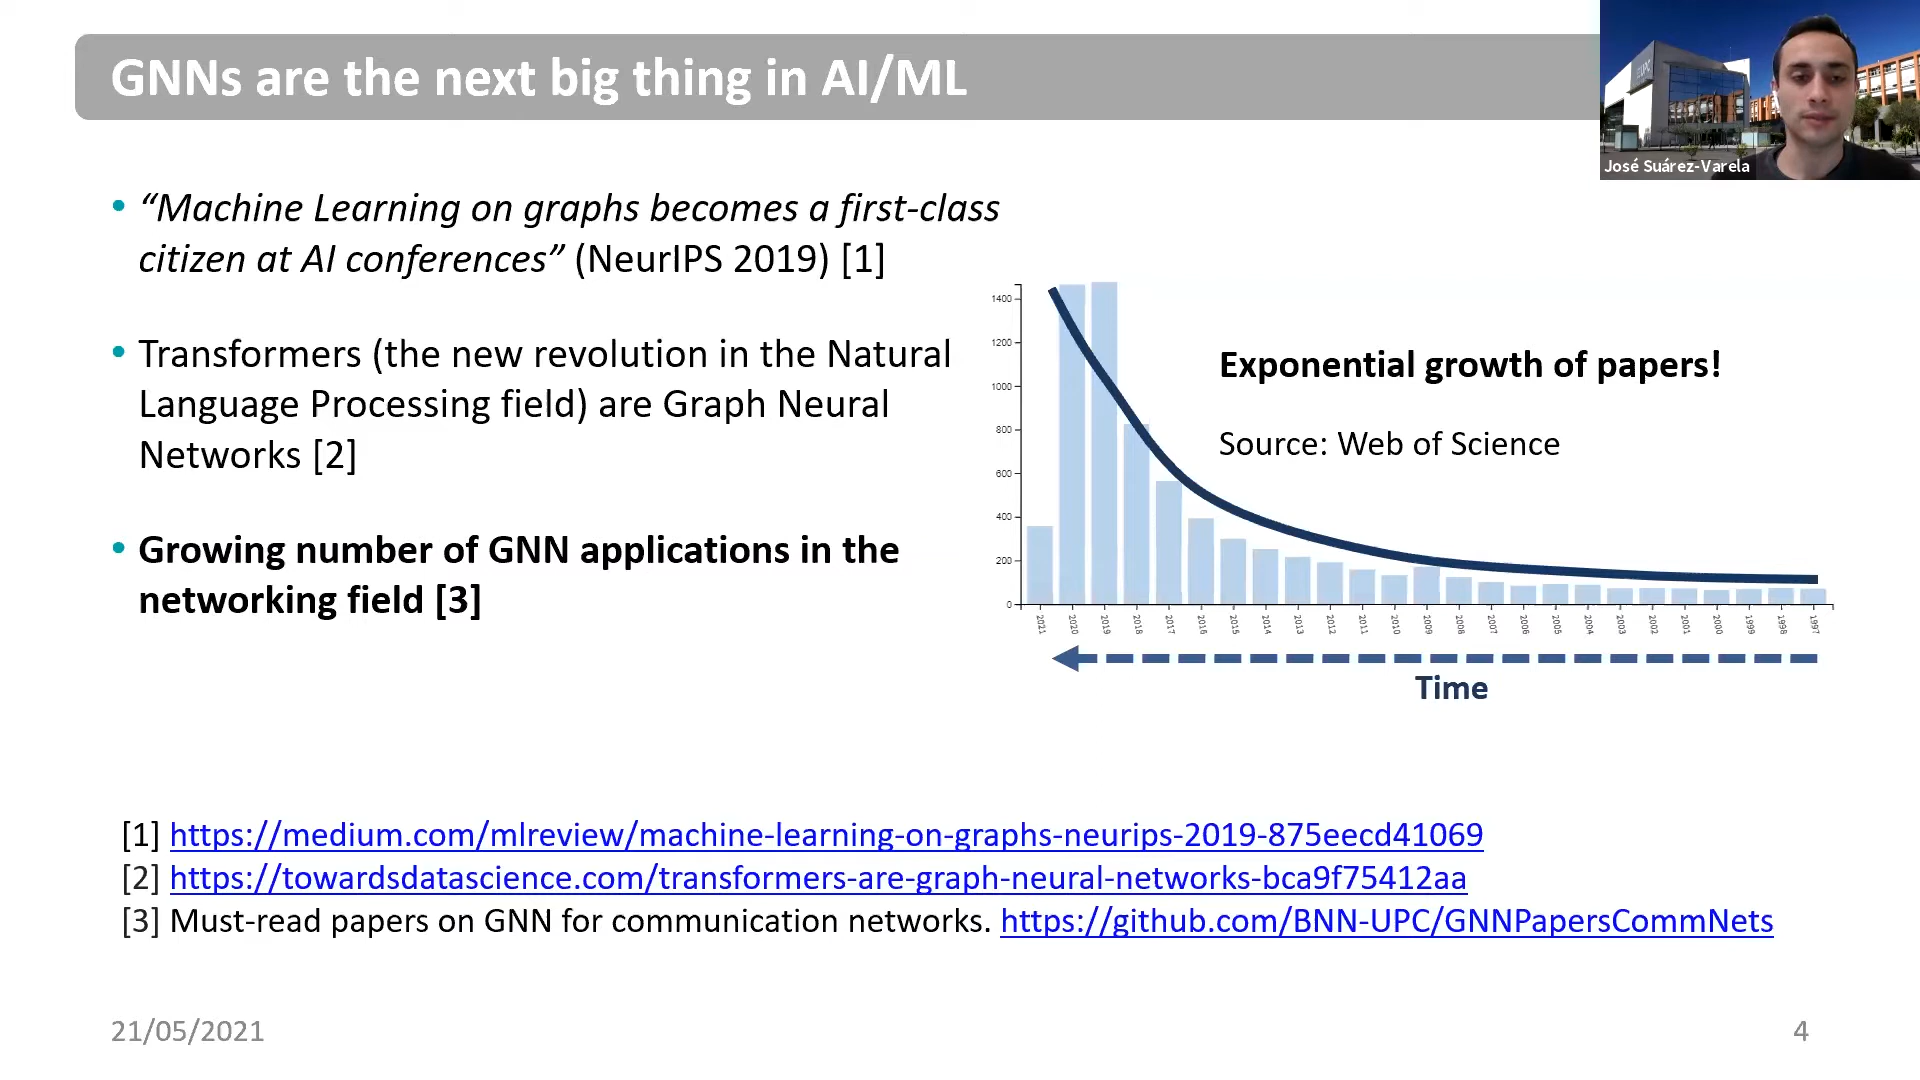 GNNs are the next big thing in AI/ML
UPC
José Suárez-Varela
• “Machine Learning on graphs becomes a first-class
citizen at AI conferences” (NeurIPS 2019) [1]
• Transformers (the new revolution in the Natural
Language Processing field) are Graph Neural
Networks [2]
• Growing number of GNN applications in the
networking field [3]
1400
1200
1000
800
600
400
200
0
Exponential growth of papers!
Source: Web of Science
2021 2020 2019 2018 2017 2016 2015 2014 2013 2012 2011 2010 2009 2008 2007 2006 2005 2004 2003 2002 2001 2000 1999 1998 1997
Time
[1] https://medium.com/mlreview/machine-learning-on-graphs-neurips-2019-875eecd41069
[2] https://towardsdatascience.com/transformers-are-graph-neural-networks-bca9f75412aa
[3] Must-read papers on GNN for communication networks. https://github.com/BNN-UPC/GNNPapersCommNets
21/05/2021
4